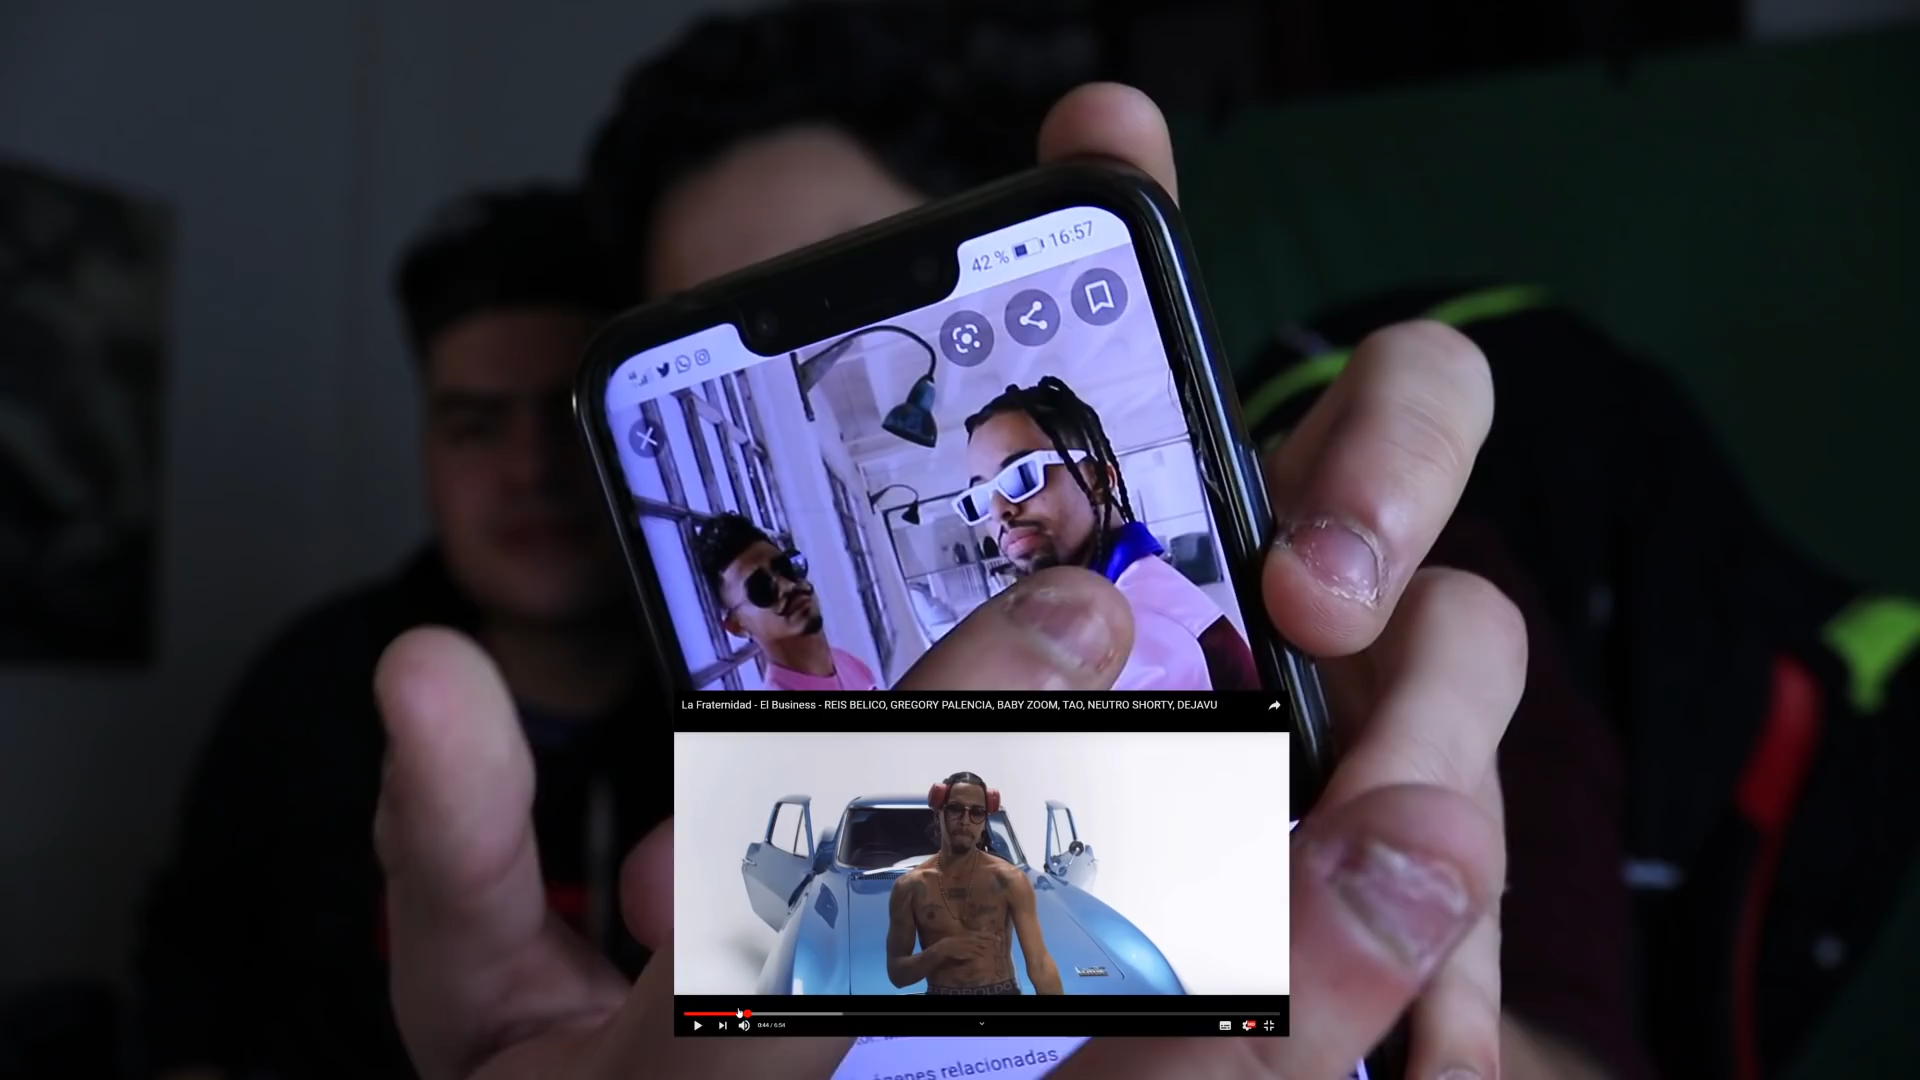 42 % 16:57
La Fraternidad - El Business - REIS BELICO, GREGORY PALENCIA, BABY ZOOM, TAO, NEUTRO SHORTY, DEJAVU
0:44 / 6:54
relacionadas